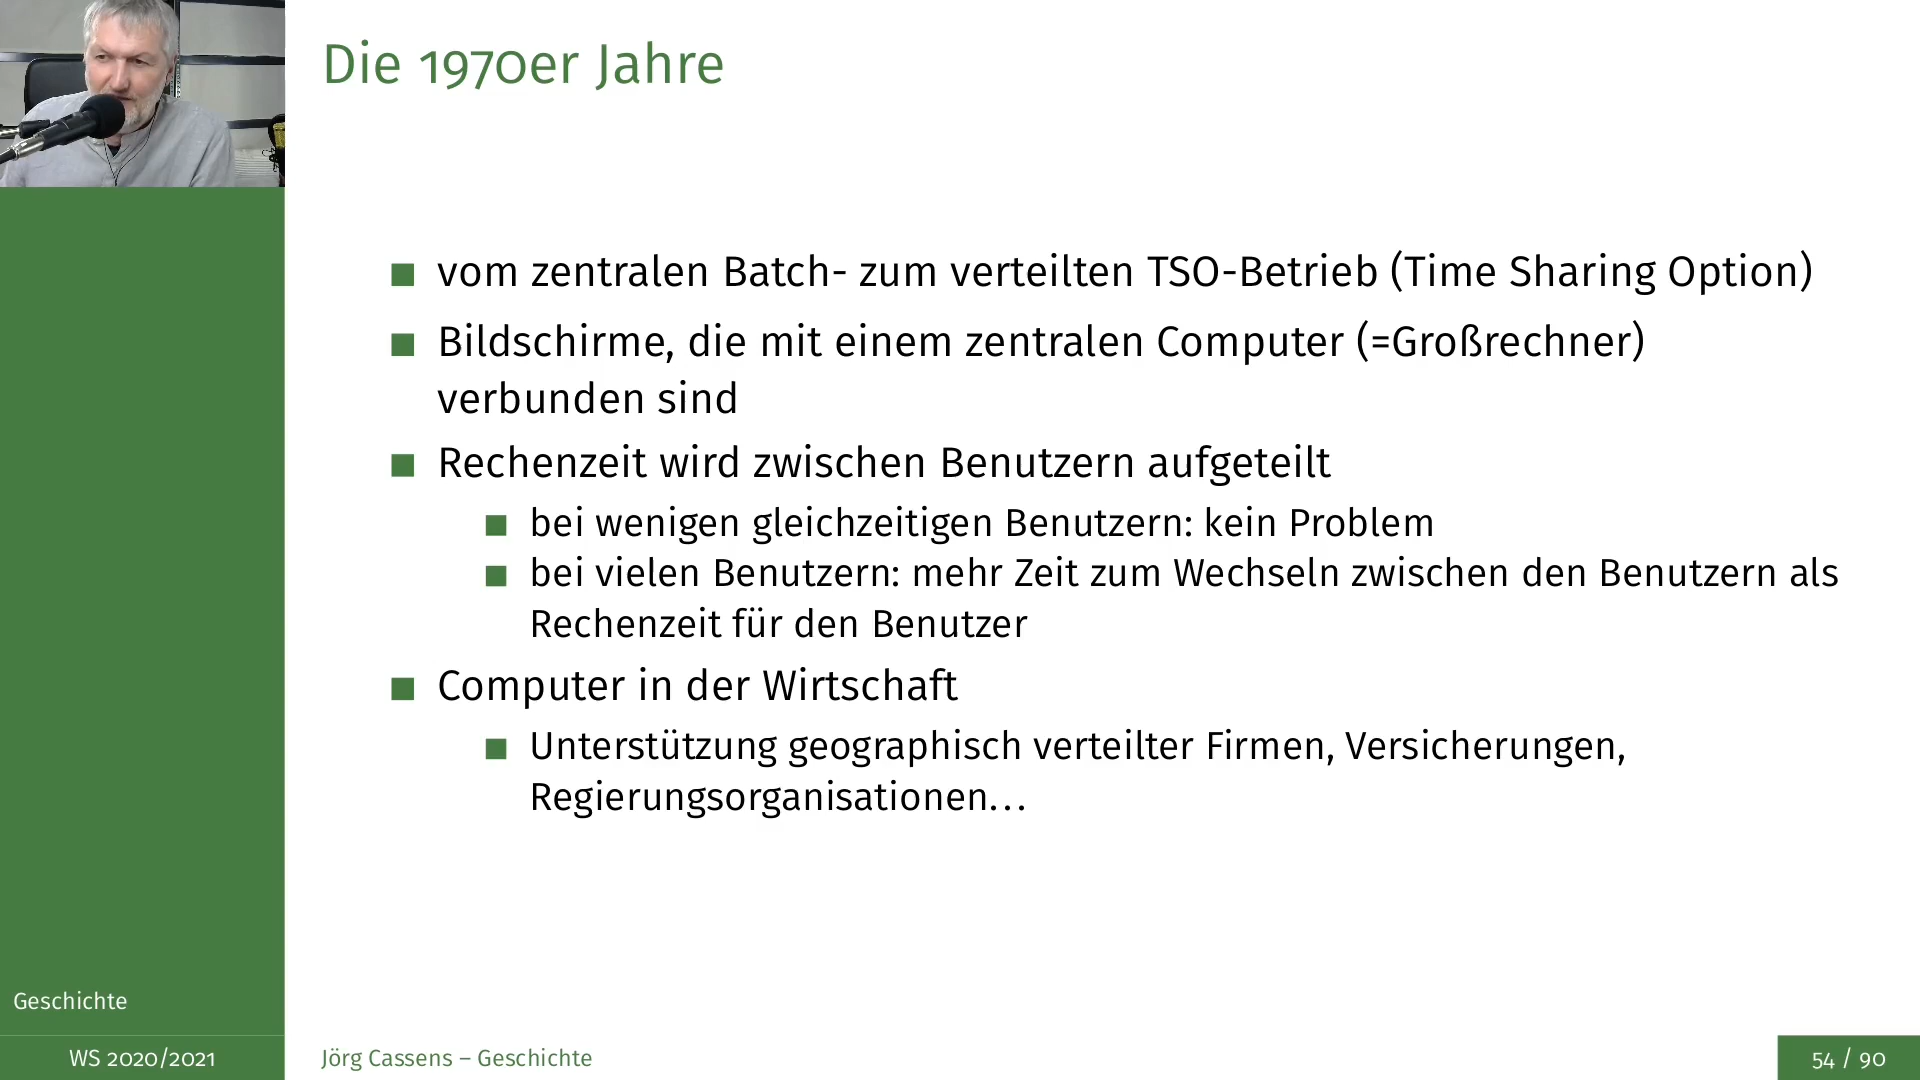 Die 1970er Jahre
vom zentralen Batch- zum verteilten TSO-Betrieb (Time Sharing Option)
Bildschirme, die mit einem zentralen Computer (=Großrechner)
verbunden sind
Rechenzeit wird zwischen Benutzern aufgeteilt
bei wenigen gleichzeitigen Benutzern: kein Problem
bei vielen Benutzern: mehr Zeit zum Wechseln zwischen den Benutzern als
Rechenzeit für den Benutzer
Computer in der Wirtschaft
Unterstützung geographisch verteilter Firmen, Versicherungen,
Regierungsorganisationen…
Geschichte
WS 2020/2021
Jörg Cassens – Geschichte
54 / 90